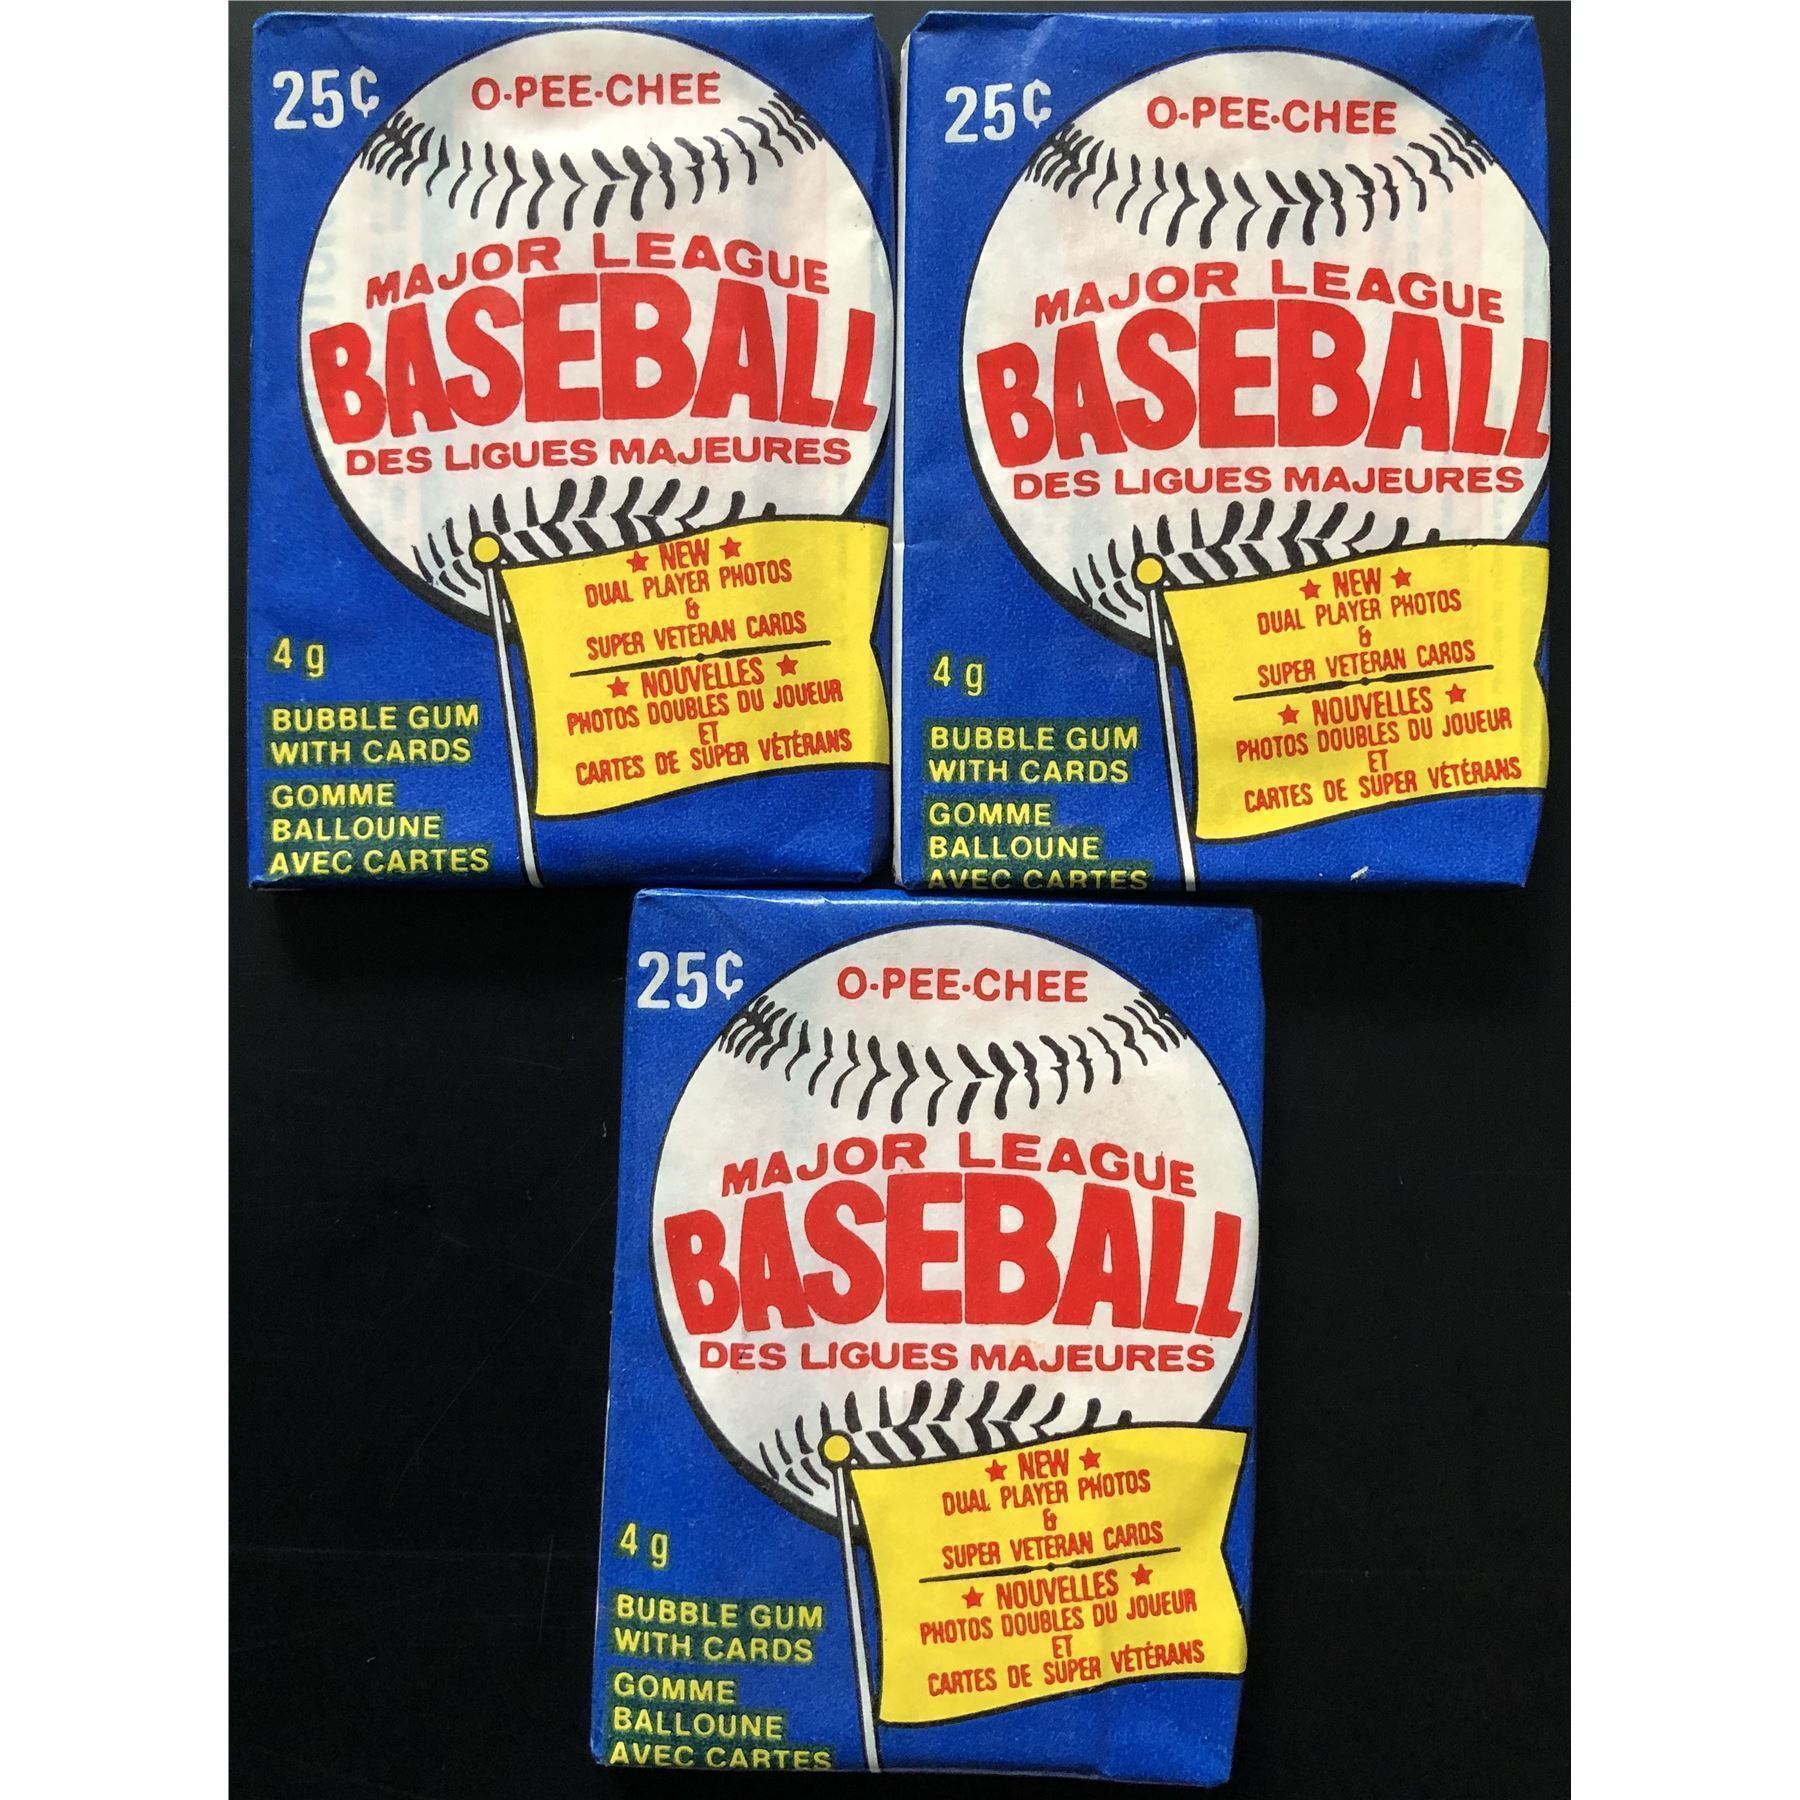 25¢
O-PEE-CHEE
MAJOR LEAGUE
BASEBALL
DES LIGUES MAJEURES
★ NEW ★
DUAL PLAYER PHOTOS
&
SUPER VETERAN CARDS
★ NOUVELLES ★
PHOTOS DOUBLES DU JOUEUR
ET
CARTES DE SUPER VÉTÉRANS
4 g
BUBBLE GUM
WITH CARDS
GOMME
BALLOUNE
AVEC CARTES
25¢
O-PEE-CHEE
MAJOR LEAGUE
BASEBALL
DES LIGUES MAJEURES
★ NEW ★
DUAL PLAYER PHOTOS
&
SUPER VETERAN CARDS
★ NOUVELLES ★
PHOTOS DOUBLES DU JOUEUR
ET
CARTES DE SUPER VÉTÉRANS
4 g
BUBBLE GUM
WITH CARDS
GOMME
BALLOUNE
AVEC CARTES
25¢
O-PEE-CHEE
MAJOR LEAGUE
BASEBALL
DES LIGUES MAJEURES
★ NEW ★
DUAL PLAYER PHOTOS
&
SUPER VETERAN CARDS
★ NOUVELLES ★
PHOTOS DOUBLES DU JOUEUR
ET
CARTES DE SUPER VÉTÉRANS
4 g
BUBBLE GUM
WITH CARDS
GOMME
BALLOUNE
AVEC CARTES